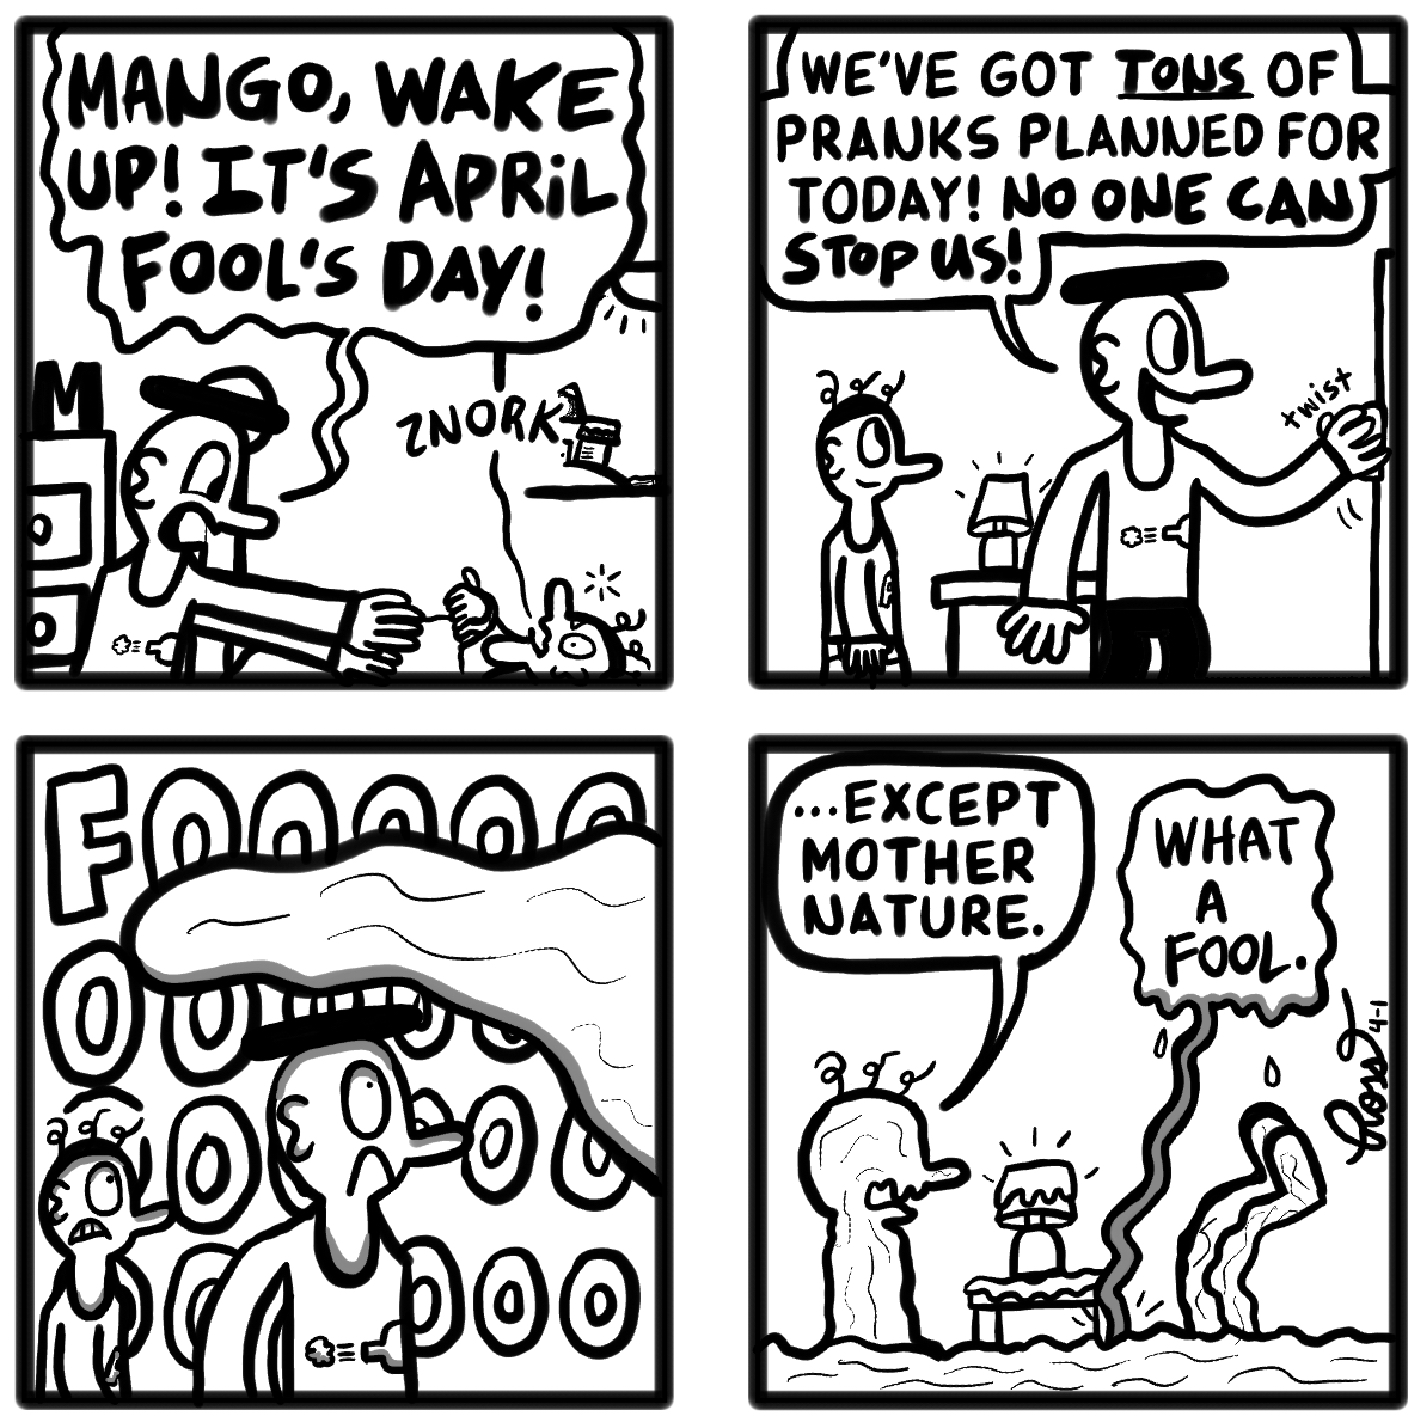 MANGO, WAKE
UP! IT'S APRiL
FOOL'S DAY!
M
ZNORK
WE'VE GOT TONS OF
PRANKS PLANNED FOR
TODAY! NO ONE CAN
STOP US!
twist
FOOOOO
OOOO
OOO
OOOOO
...EXCEPT
MOTHER
NATURE.
WHAT
A
FOOL.
4-1